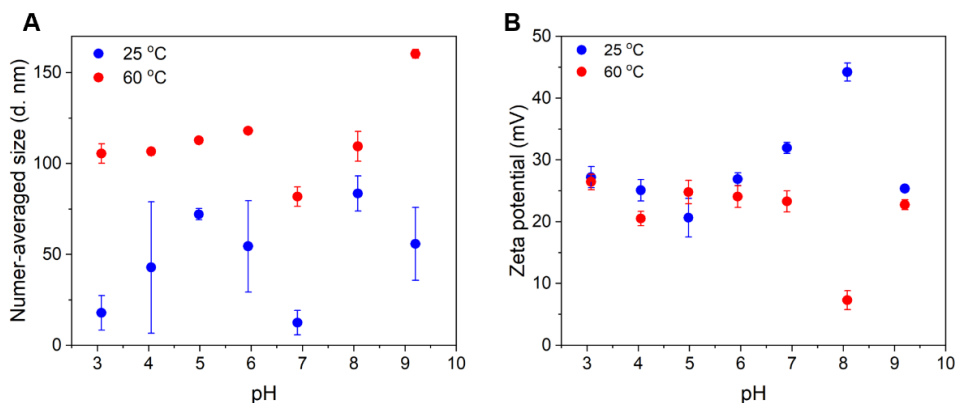 A
25 °C
60 °C
Numer-averaged size (d. nm)
150
100
50
0
3 4 5 6 7 8 9 10
pH
B
25 °C
60 °C
Zeta potential (mV)
50
40
30
20
10
0
3 4 5 6 7 8 9 10
pH